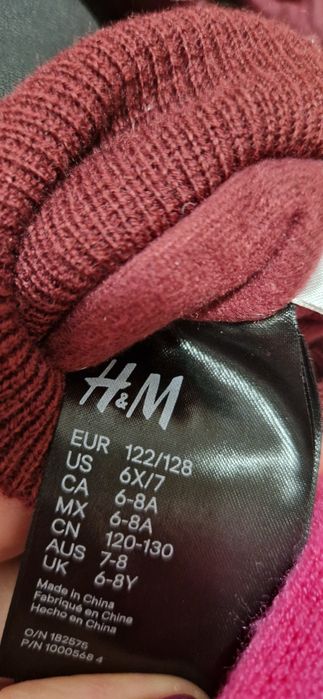 H&M
EUR 122/128
US 6X/7
CA 6-8A
MX 6-8A
CN 120-130
AUS 7-8
UK 6-8Y
Made in China
Fabriqué en China
Hecho en China
O/N 182576
P/N 1000568 4